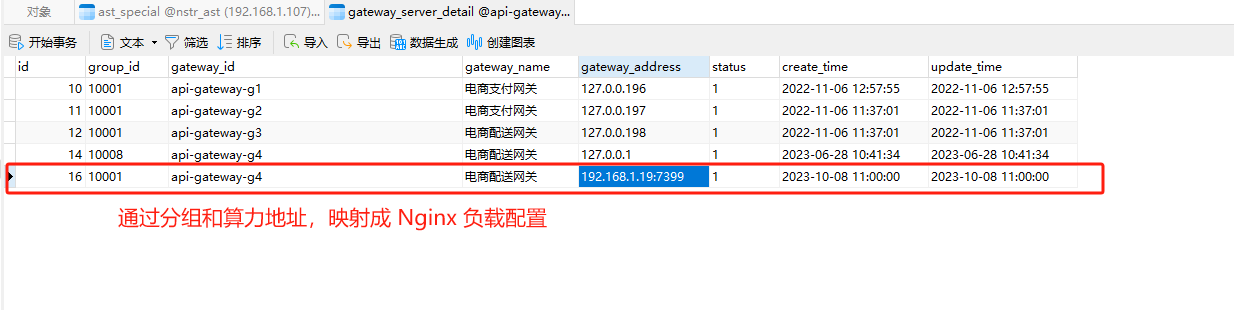 对象 ast_special @nstr_ast (192.168.1.107)... gateway_server_detail @api-gateway...
开始事务 文本 筛选 排序 导入 导出 数据生成 创建图表
id group_id gateway_id gateway_name gateway_address status create_time update_time
10 10001 api-gateway-g1 电商支付网关 127.0.0.196 1 2022-11-06 12:57:55 2022-11-06 12:57:55
11 10001 api-gateway-g2 电商支付网关 127.0.0.197 1 2022-11-06 11:37:01 2022-11-06 11:37:01
12 10001 api-gateway-g3 电商配送网关 127.0.0.198 1 2022-11-06 11:37:01 2022-11-06 11:37:01
14 10008 api-gateway-g4 电商配送网关 127.0.0.1 1 2023-06-28 10:41:34 2023-06-28 10:41:34
16 10001 api-gateway-g4 电商配送网关 192.168.1.19:7399 1 2023-10-08 11:00:00 2023-10-08 11:00:00
通过分组和算力地址，映射成 Nginx 负载配置